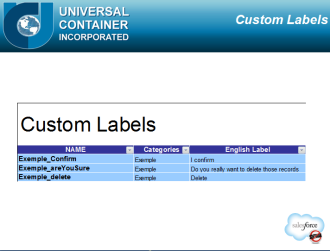 UNIVERSAL
CONTAINER
INCORPORATED
Custom Labels
Custom Labels
NAME Categories English Label
Exemple_Confirm Exemple I confirm
Exemple_areYouSure Exemple Do you really want to delete those records
Exemple_delete Exemple Delete
salesforce